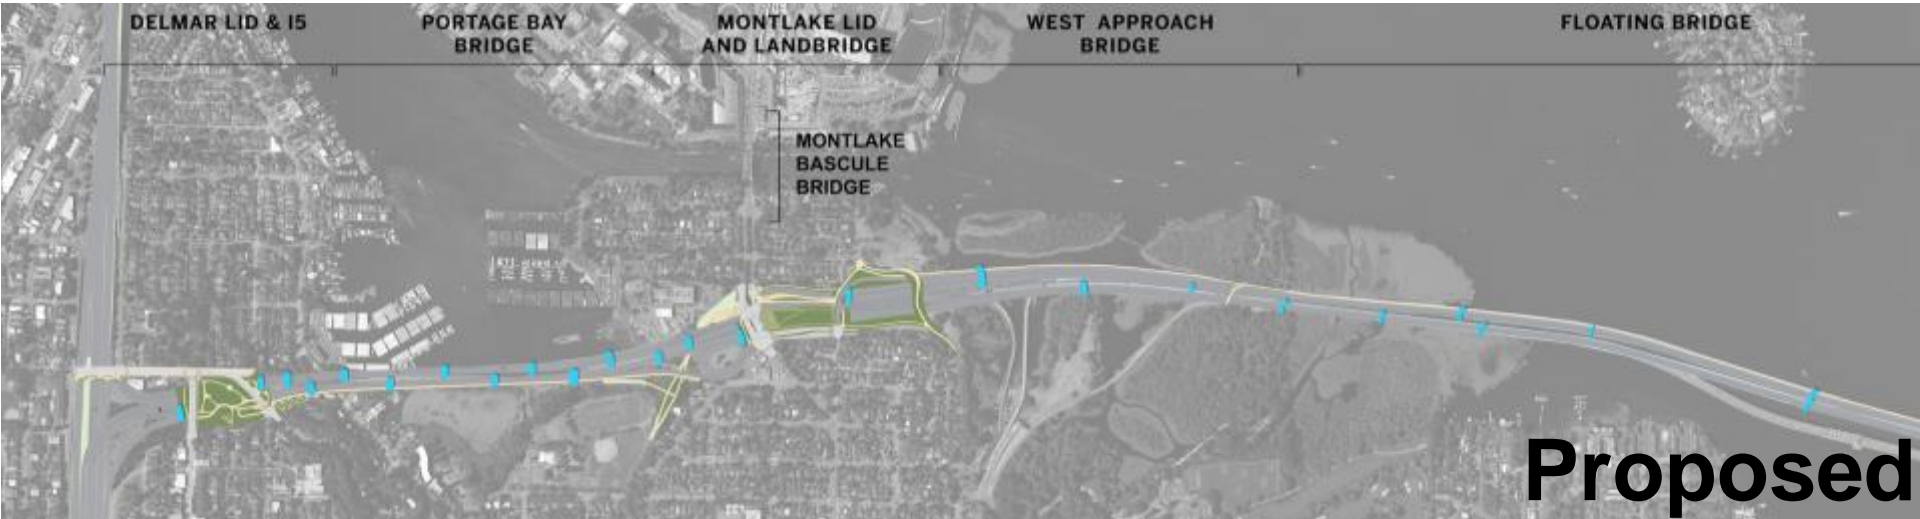 DELMAR LID & I5
PORTAGE BAY
BRIDGE
MONTLAKE LID
AND LANDBRIDGE
WEST APPROACH
BRIDGE
FLOATING BRIDGE
MONTLAKE
BASCULE
BRIDGE
Proposed